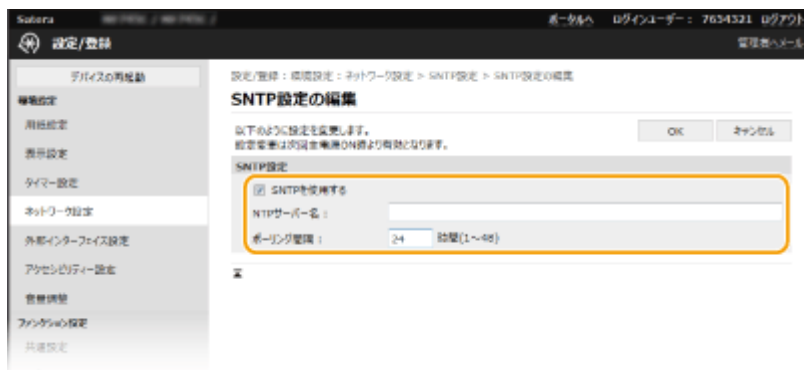 Satera
ポータルへ ログインユーザー： 7654321 ログアウト
設定/登録
管理者へメール
デバイスの再起動
設定/登録：環境設定：ネットワーク設定 > SNTP設定 > SNTP設定の編集
環境設定
SNTP設定の編集
用紙設定
以下のように設定を変更します。
設定変更は次回主電源ON時より有効となります。
OK キャンセル
表示設定
SNTP設定
タイマー設定
SNTPを使用する
ネットワーク設定
NTPサーバー名：
外部インターフェイス設定
ポーリング間隔： 24 時間(1～48)
アクセシビリティー設定
音量調整
ファンクション設定
共通設定